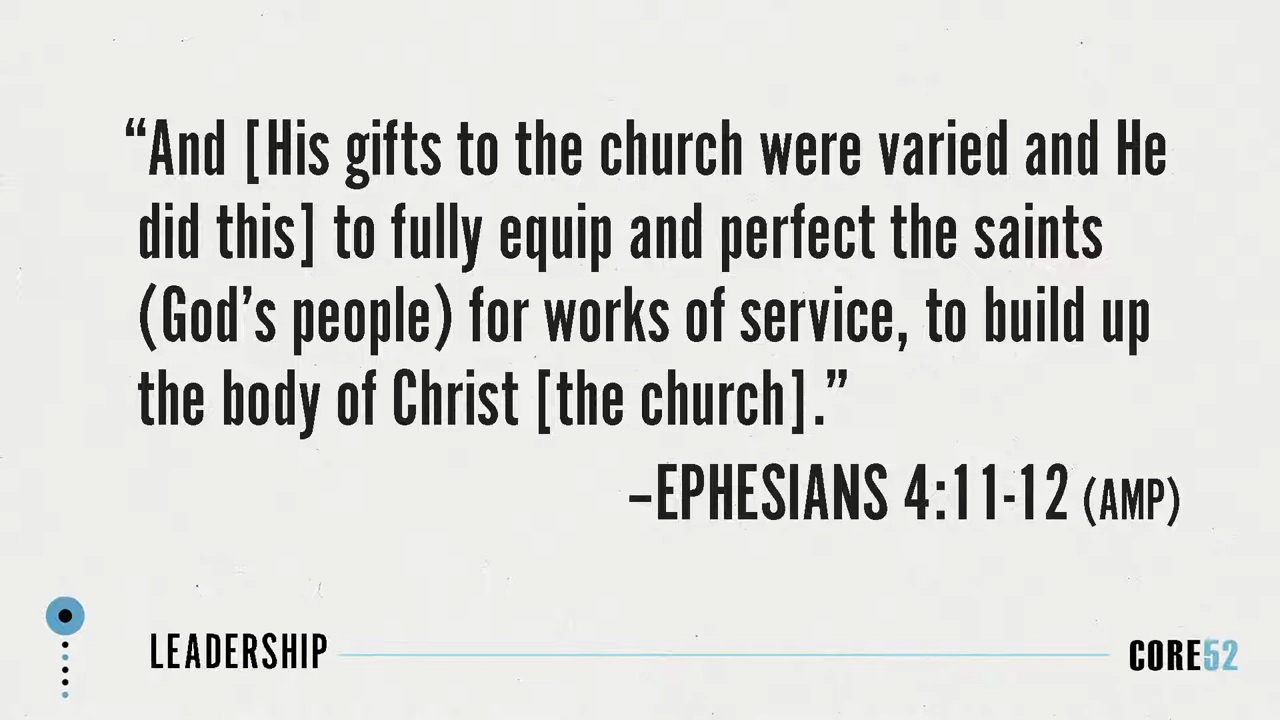 “And [His gifts to the church were varied and He
did this] to fully equip and perfect the saints
(God’s people) for works of service, to build up
the body of Christ [the church].”
–EPHESIANS 4:11-12 (AMP)
LEADERSHIP
CORE52